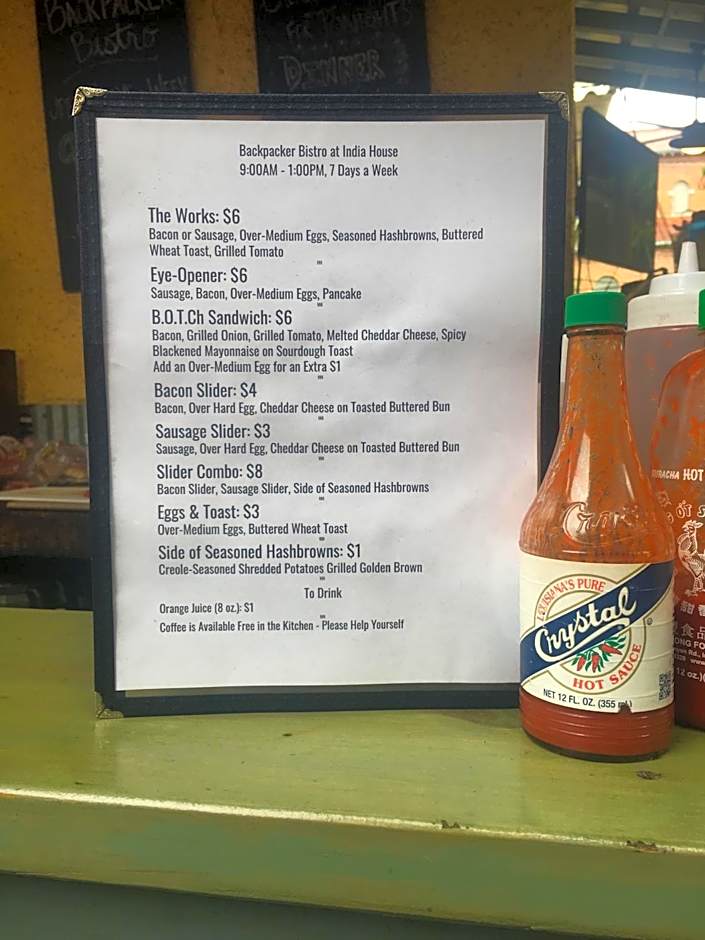 BACKPACKER
Bistro
FOR TONIGHT'S
DINNER
Backpacker Bistro at India House
9:00AM - 1:00PM, 7 Days a Week
The Works: $6
Bacon or Sausage, Over-Medium Eggs, Seasoned Hashbrowns, Buttered
Wheat Toast, Grilled Tomato
Eye-Opener: $6
Sausage, Bacon, Over-Medium Eggs, Pancake
B.O.T.Ch Sandwich: $6
Bacon, Grilled Onion, Grilled Tomato, Melted Cheddar Cheese, Spicy
Blackened Mayonnaise on Sourdough Toast
Add an Over-Medium Egg for an Extra $1
Bacon Slider: $4
Bacon, Over Hard Egg, Cheddar Cheese on Toasted Buttered Bun
Sausage Slider: $3
Sausage, Over Hard Egg, Cheddar Cheese on Toasted Buttered Bun
Slider Combo: $8
Bacon Slider, Sausage Slider, Side of Seasoned Hashbrowns
Eggs & Toast: $3
Over-Medium Eggs, Buttered Wheat Toast
Side of Seasoned Hashbrowns: $1
Creole-Seasoned Shredded Potatoes Grilled Golden Brown
To Drink
Orange Juice (8 oz.): $1
Coffee is Available Free in the Kitchen - Please Help Yourself
LOUISIANA'S PURE
Crystal
HOT SAUCE
NET 12 FL. OZ. (355
HOT